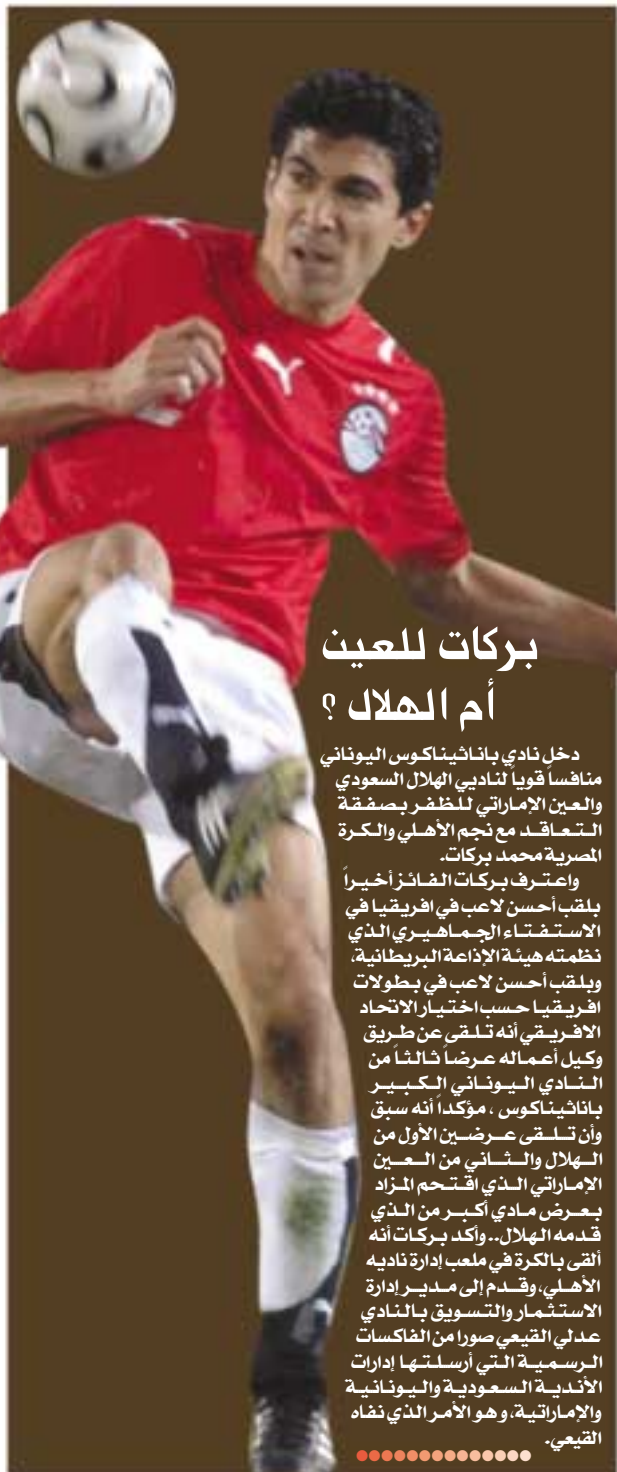 بركات للعين
أم الهلال ؟
دخل نادي باناثيناكوس اليوناني
منافساً قوياً لناديي الهلال السعودي
والعين الإماراتي للظفر بصفقة
التعاقد مع نجم الأهلي والكرة
المصرية محمد بركات.
واعترف بركات الفائز أخيراً
بلقب أحسن لاعب في افريقيا في
الاستفتاء الجماهيري الذي
نظمته هيئة الإذاعة البريطانية،
وبلقب أحسن لاعب في بطولات
افريقيا حسب اختيار الاتحاد
الافريقي أنه تلقى عن طريق
وكيل أعماله عرضاً ثالثاً من
النادي اليوناني الكبير
باناثيناكوس ، مؤكداً أنه سبق
وأن تلقى عرضين الأول من
الهلال والثاني من العين
الإماراتي الذي اقتحم المزاد
بعرض مادي أكبر من الذي
قدمه الهلال.. وأكد بركات أنه
ألقى بالكرة في ملعب إدارة ناديه
الأهلي، وقدم إلى مدير إدارة
الاستثمار والتسويق بالنادي
عدلي القيعي صورا من الفاكسات
الرسمية التي أرسلتها إدارات
الأندية السعودية واليونانية
والإماراتية، وهو الأمر الذي نفاه
القيعي.